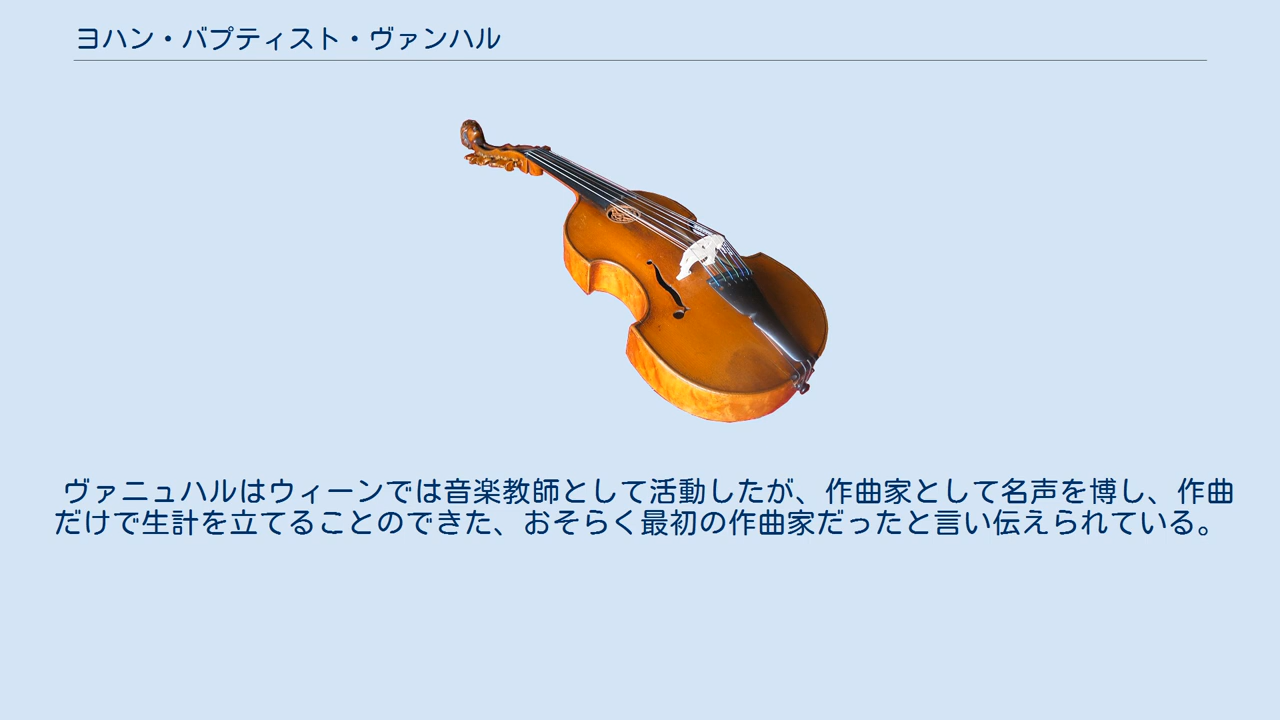 ヨハン・バプティスト・ヴァンハル
ヴァニュハルはウィーンでは音楽教師として活動したが、作曲家として名声を博し、作曲
だけで生計を立てることのできた、おそらく最初の作曲家だったと言い伝えられている。